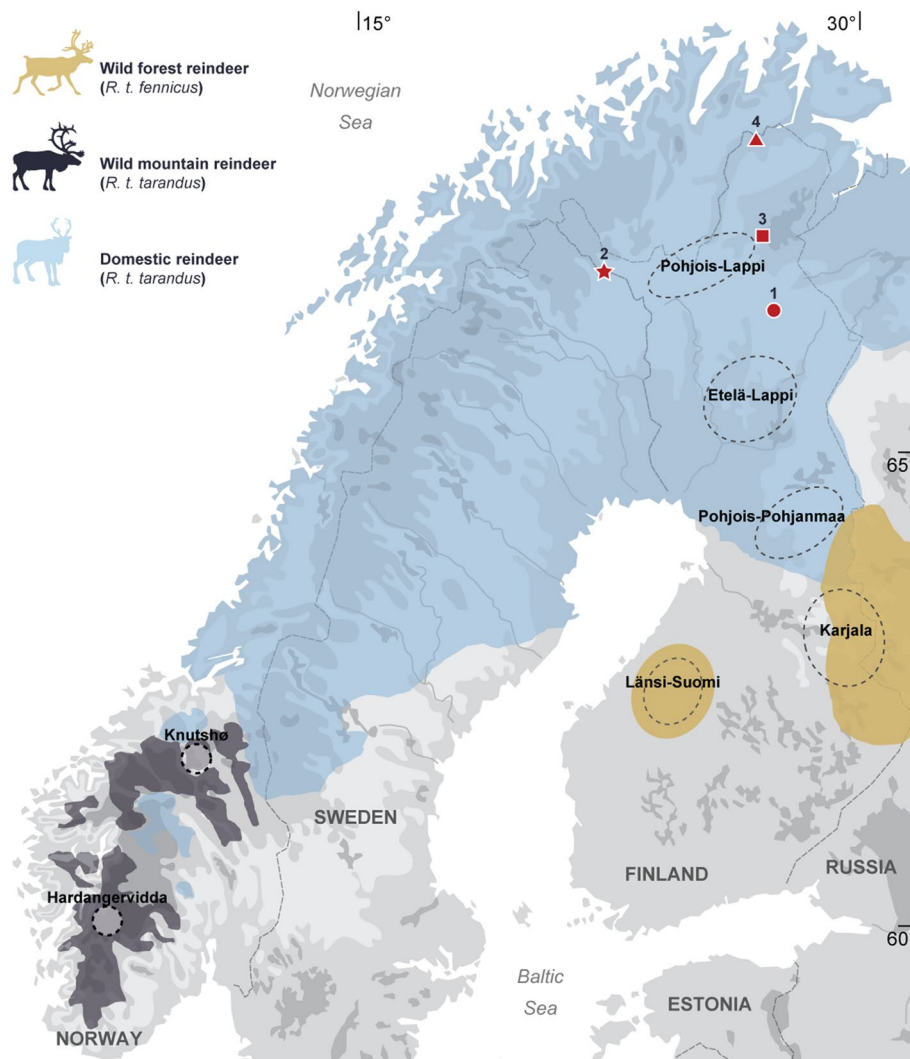 15°
30°
Wild forest reindeer
(R. t. fennicus)
Norwegian
Sea
4
Wild mountain reindeer
(R. t. tarandus)
3
Domestic reindeer
(R. t. tarandus)
2
Pohjois-Lappi
1
Etelä-Lappi
65
Pohjois-Pohjanmaa
Karjala
Länsi-Suomi
Knutshø
SWEDEN
FINLAND
RUSSIA
Hardangervidda
60
Baltic
Sea
ESTONIA
NORWAY